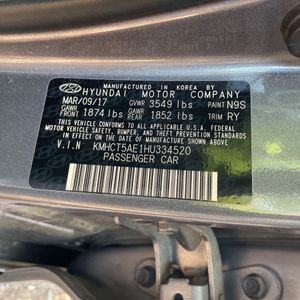 MANUFACTURED IN KOREA BY
HYUNDAI MOTOR COMPANY
MAR/09/17 GVWR 3549 lbs PAINT N9S
GAWR FRONT 1874 lbs GAWR REAR 1852 lbs TRIM RY
THIS VEHICLE CONFORMS TO ALL APPLICABLE U.S. FEDERAL MOTOR
VEHICLE SAFETY, BUMPER, AND THEFT PREVENTION STANDARDS
IN EFFECT ON THE DATE OF MANUFACTURE SHOWN ABOVE.
V.I.N KMHCT5AE1HU334520
PASSENGER CAR